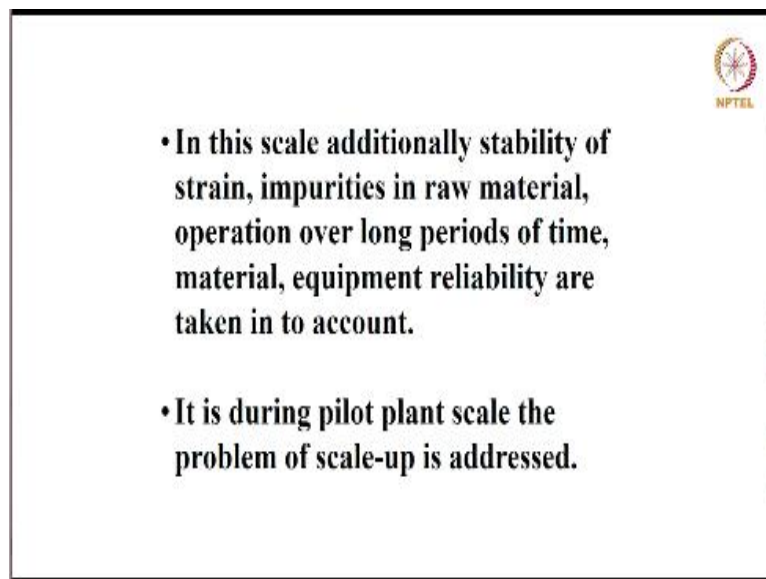 NPTEL
• In this scale additionally stability of
strain, impurities in raw material,
operation over long periods of time,
material, equipment reliability are
taken in to account.
• It is during pilot plant scale the
problem of scale-up is addressed.